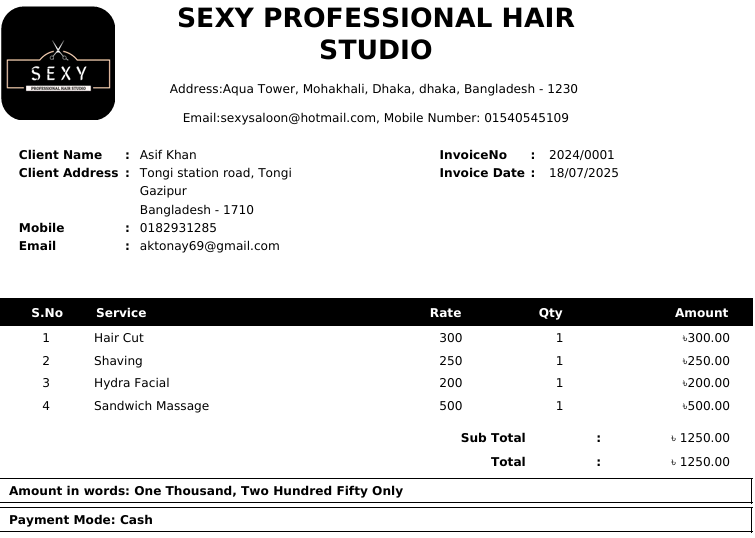 SEXY PROFESSIONAL HAIR
STUDIO
SEXY
PROFESSIONAL HAIR STUDIO
Address:Aqua Tower, Mohakhali, Dhaka, dhaka, Bangladesh - 1230
Email:sexysaloon@hotmail.com, Mobile Number: 01540545109
Client Name : Asif Khan InvoiceNo : 2024/0001
Client Address : Tongi station road, Tongi Invoice Date : 18/07/2025
Gazipur
Bangladesh - 1710
Mobile : 0182931285
Email : aktonay69@gmail.com
S.No Service Rate Qty Amount
1 Hair Cut 300 1 ৳300.00
2 Shaving 250 1 ৳250.00
3 Hydra Facial 200 1 ৳200.00
4 Sandwich Massage 500 1 ৳500.00
Sub Total : ৳ 1250.00
Total : ৳ 1250.00
Amount in words: One Thousand, Two Hundred Fifty Only
Payment Mode: Cash